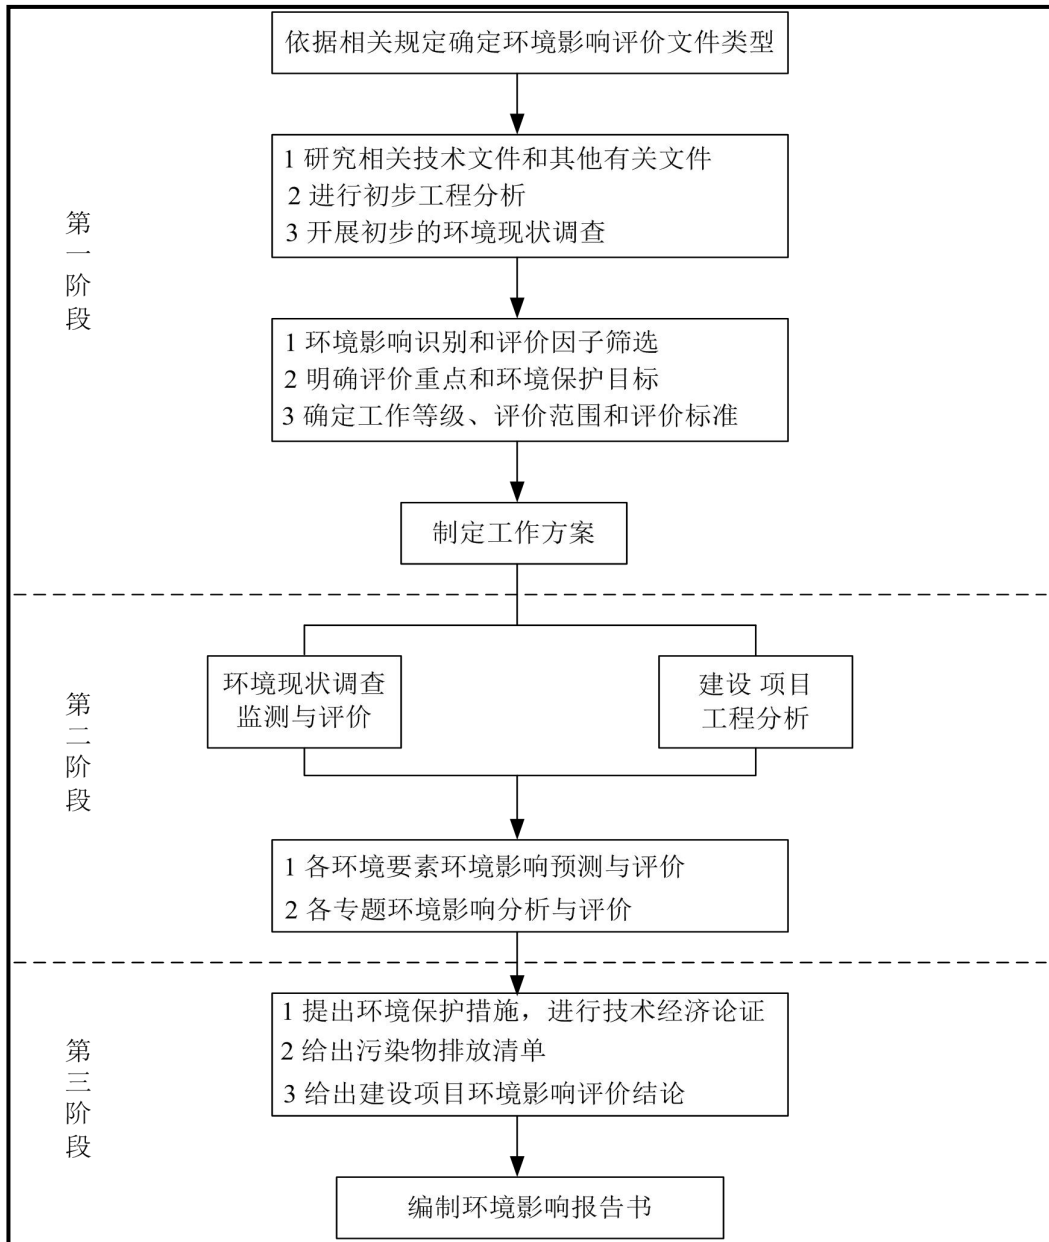 依据相关规定确定环境影响评价文件类型
1 研究相关技术文件和其他有关文件
2 进行初步工程分析
3 开展初步的环境现状调查
第一阶段
1 环境影响识别和评价因子筛选
2 明确评价重点和环境保护目标
3 确定工作等级、评价范围和评价标准
制定工作方案
第二阶段
环境现状调查
监测与评价
建设 项目
工程分析
1 各环境要素环境影响预测与评价
2 各专题环境影响分析与评价
第三阶段
1 提出环境保护措施，进行技术经济论证
2 给出污染物排放清单
3 给出建设项目环境影响评价结论
编制环境影响报告书